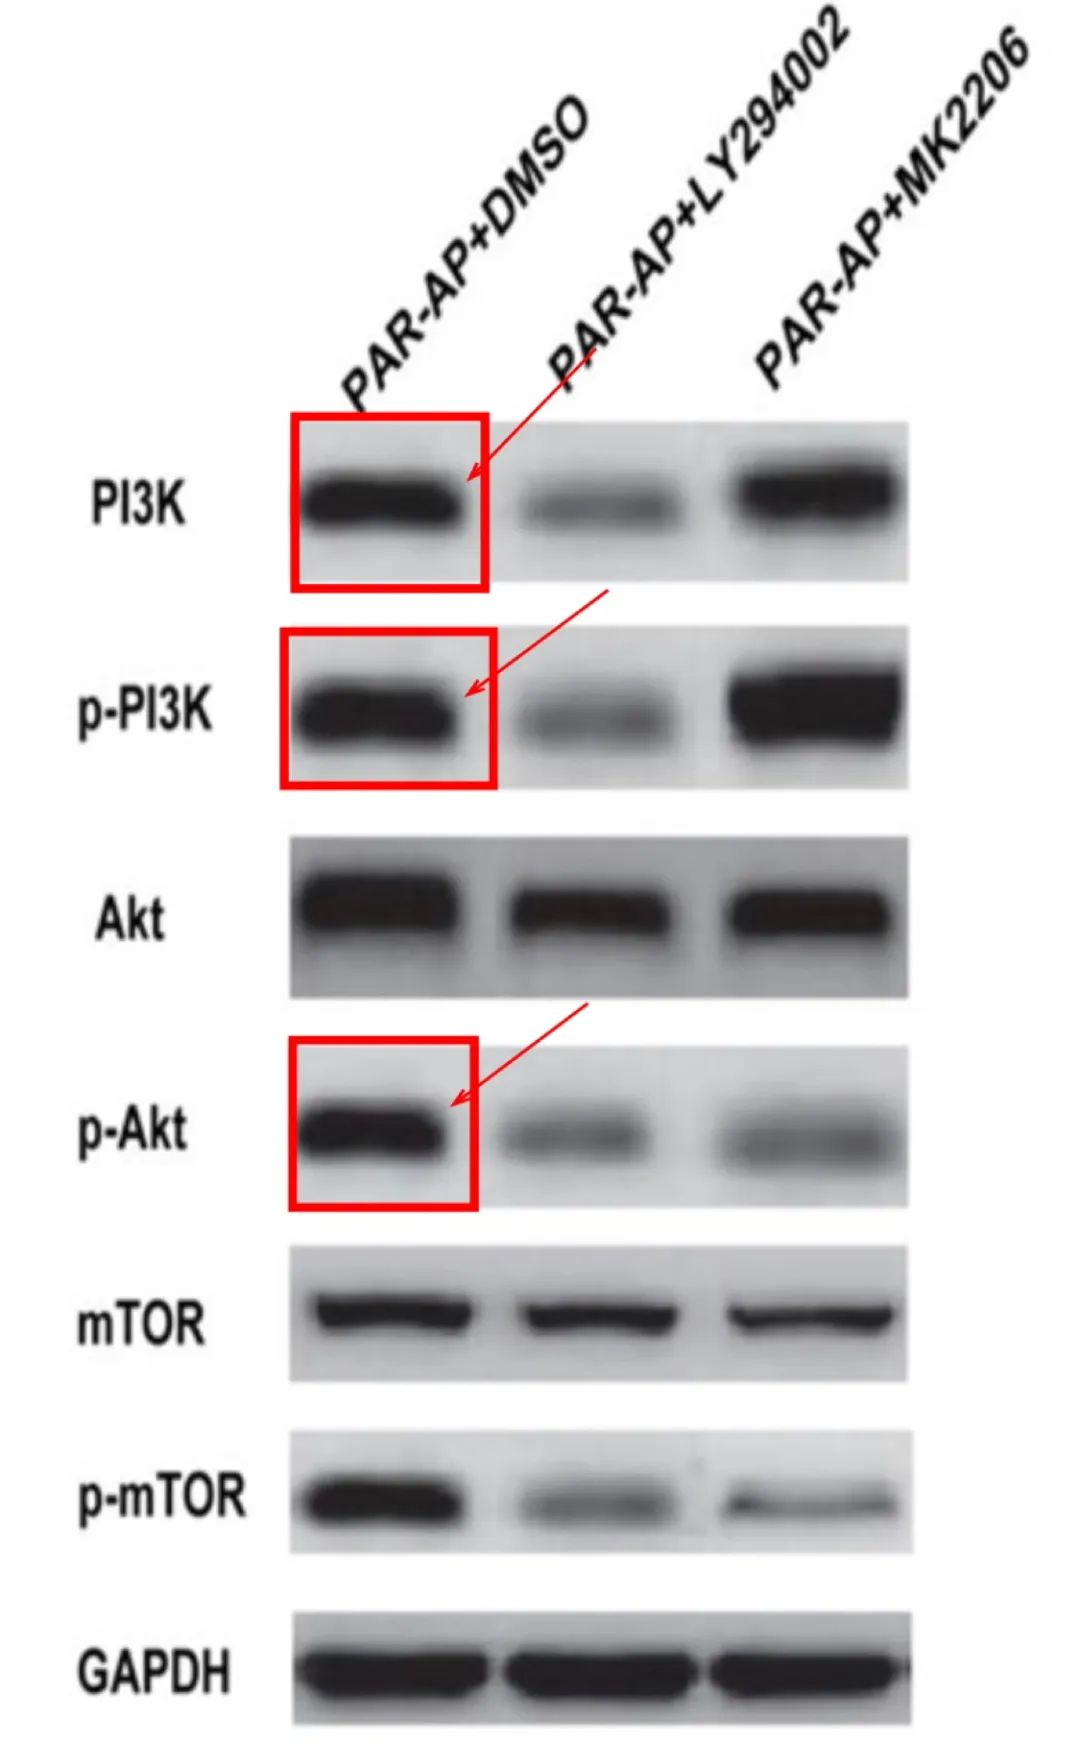 PAR-AP+DMSO
PAR-AP+LY294002
PAR-AP+MK2206
PI3K
p-PI3K
Akt
p-Akt
mTOR
p-mTOR
GAPDH